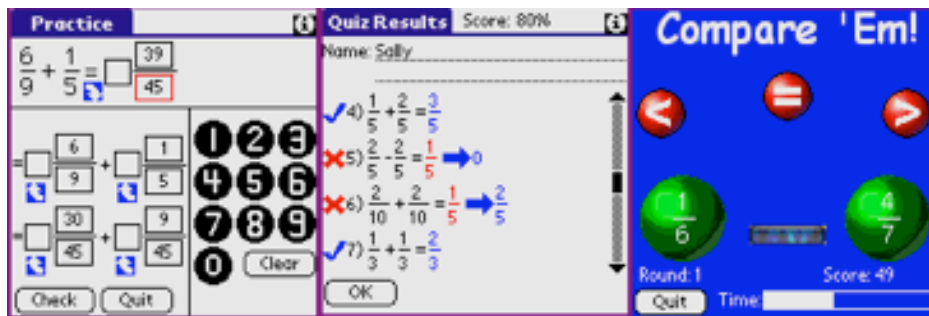 Practice
6/9 + 1/5 = 39/45
= 6/9 + 1/5
= 30/45 + 9/45
1 2 3
4 5 6
7 8 9
0 Clear
Check Quit
Quiz Results Score: 80%
Name: Sally
4) 1/5 + 2/5 = 3/5
5) 2/5 - 2/5 = 1/5 0
6) 2/10 + 2/10 = 1/5 2/5
7) 1/3 + 1/3 = 2/3
OK
Compare 'Em!
< = >
1/6 4/7
Round: 1 Score: 49
Quit Time: